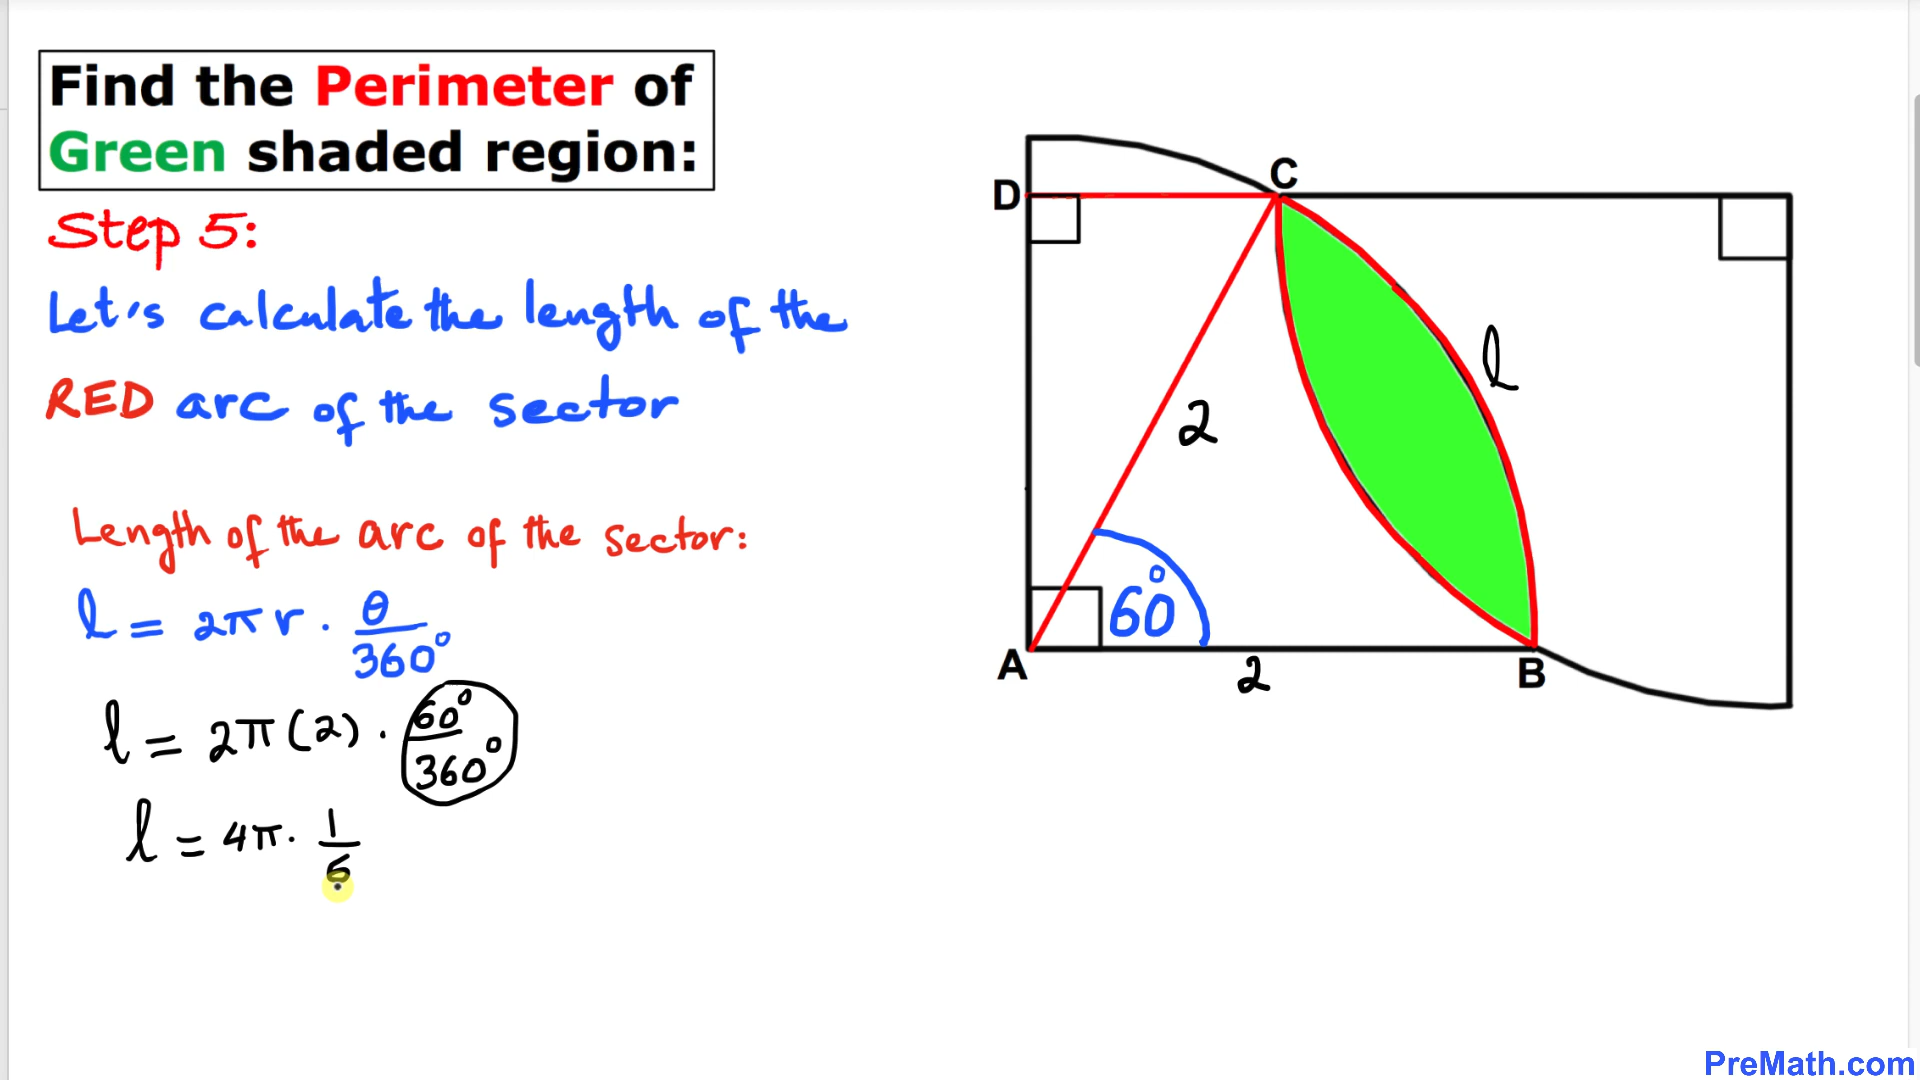 Find the Perimeter of
Green shaded region:
Step 5:
Let's calculate the length of the
RED arc of the sector
Length of the arc of the sector:
l = 2πr · θ/360°
l = 2π(2) · 60°/360°
l = 4π · 1/6
D
C
l
2
60°
A
2
B
PreMath.com